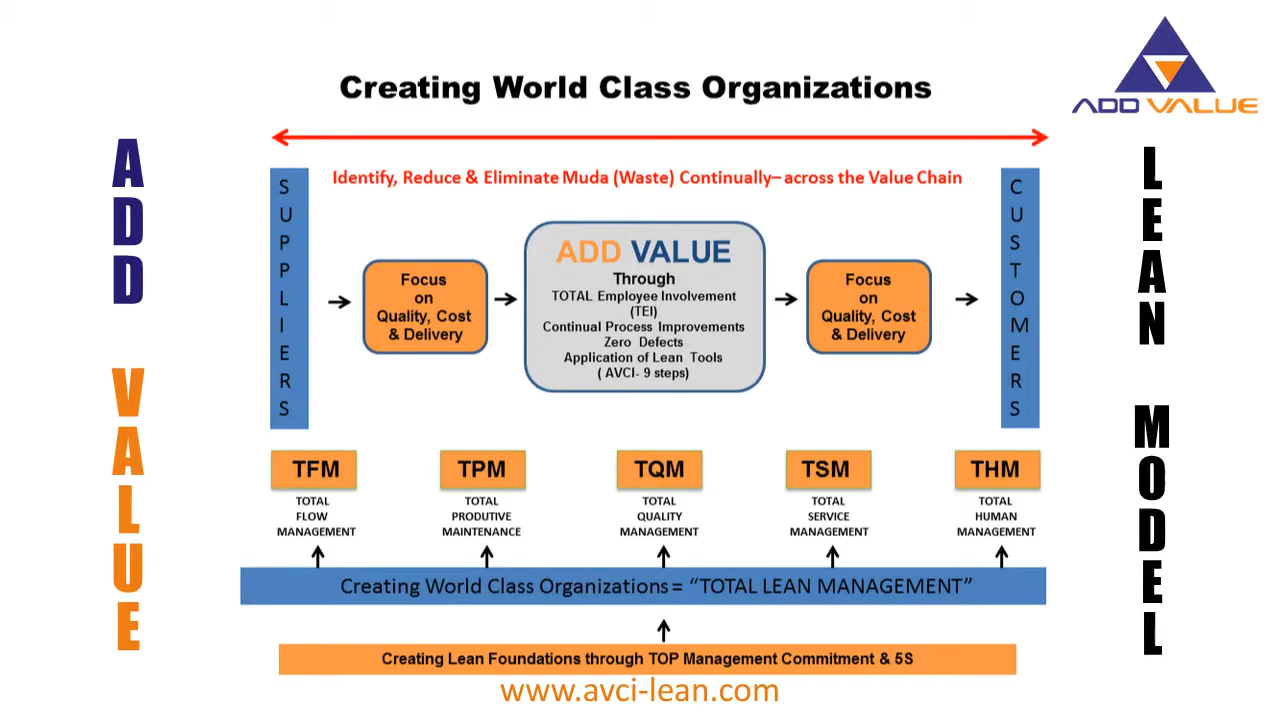 Creating World Class Organizations
ADD VALUE
ADD VALUE
LEAN MODEL
Identify, Reduce & Eliminate Muda (Waste) Continually– across the Value Chain
SUPPLIERS
Focus
on
Quality, Cost
& Delivery
ADD VALUE
Through
TOTAL Employee Involvement
(TEI)
Continual Process Improvements
Zero Defects
Application of Lean Tools
( AVCI- 9 steps)
Focus
on
Quality, Cost
& Delivery
CUSTOMERS
TFM
TOTAL
FLOW
MANAGEMENT
TPM
TOTAL
PRODUTIVE
MAINTENANCE
TQM
TOTAL
QUALITY
MANAGEMENT
TSM
TOTAL
SERVICE
MANAGEMENT
THM
TOTAL
HUMAN
MANAGEMENT
Creating World Class Organizations = “TOTAL LEAN MANAGEMENT”
Creating Lean Foundations through TOP Management Commitment & 5S
www.avci-lean.com